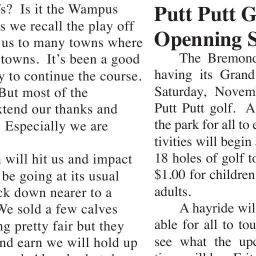 's? Is it the Wampus
s we recall the play off
us to many towns where
towns. It's been a good
y to continue the course.
But most of the
xtend our thanks and
Especially we are
will hit us and impact
be going at its usual
ck down nearer to a
We sold a few calves
ng pretty fair but they
nd earn we will hold up
Putt Putt G
Openning S
The Bremond
having its Grand
Saturday, Novem
Putt Putt golf. A
the park for all to e
tivities will begin a
18 holes of golf to
$1.00 for children
adults.
A hayride will
able for all to tou
see what the upc